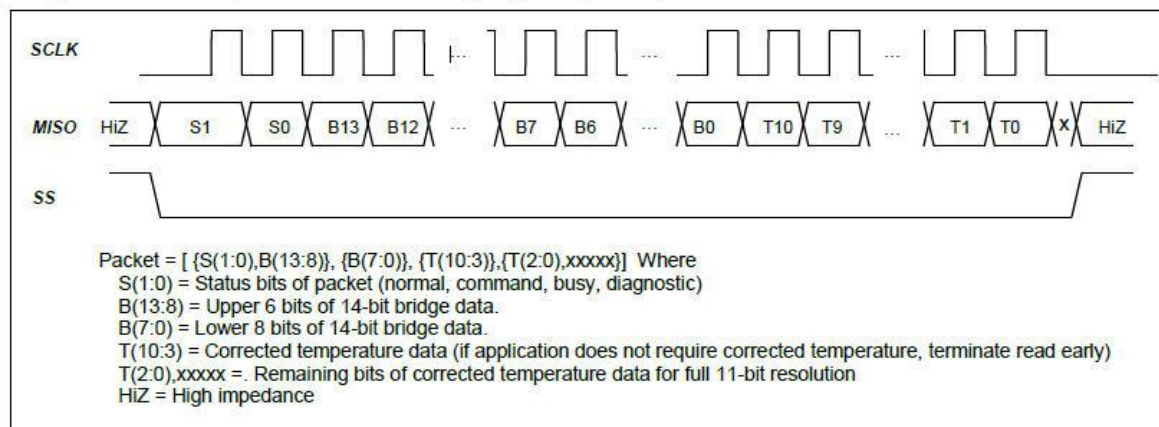 SCLK ... ... ...
MISO HiZ S1 S0 B13 B12 ... B7 B6 ... B0 T10 T9 ... T1 T0 X HiZ
SS
Packet = [ {S(1:0),B(13:8)}, {B(7:0)}, {T(10:3)},{T(2:0),xxxxx}] Where
S(1:0) = Status bits of packet (normal, command, busy, diagnostic)
B(13:8) = Upper 6 bits of 14-bit bridge data.
B(7:0) = Lower 8 bits of 14-bit bridge data.
T(10:3) = Corrected temperature data (if application does not require corrected temperature, terminate read early)
T(2:0),xxxxx =. Remaining bits of corrected temperature data for full 11-bit resolution
HiZ = High impedance